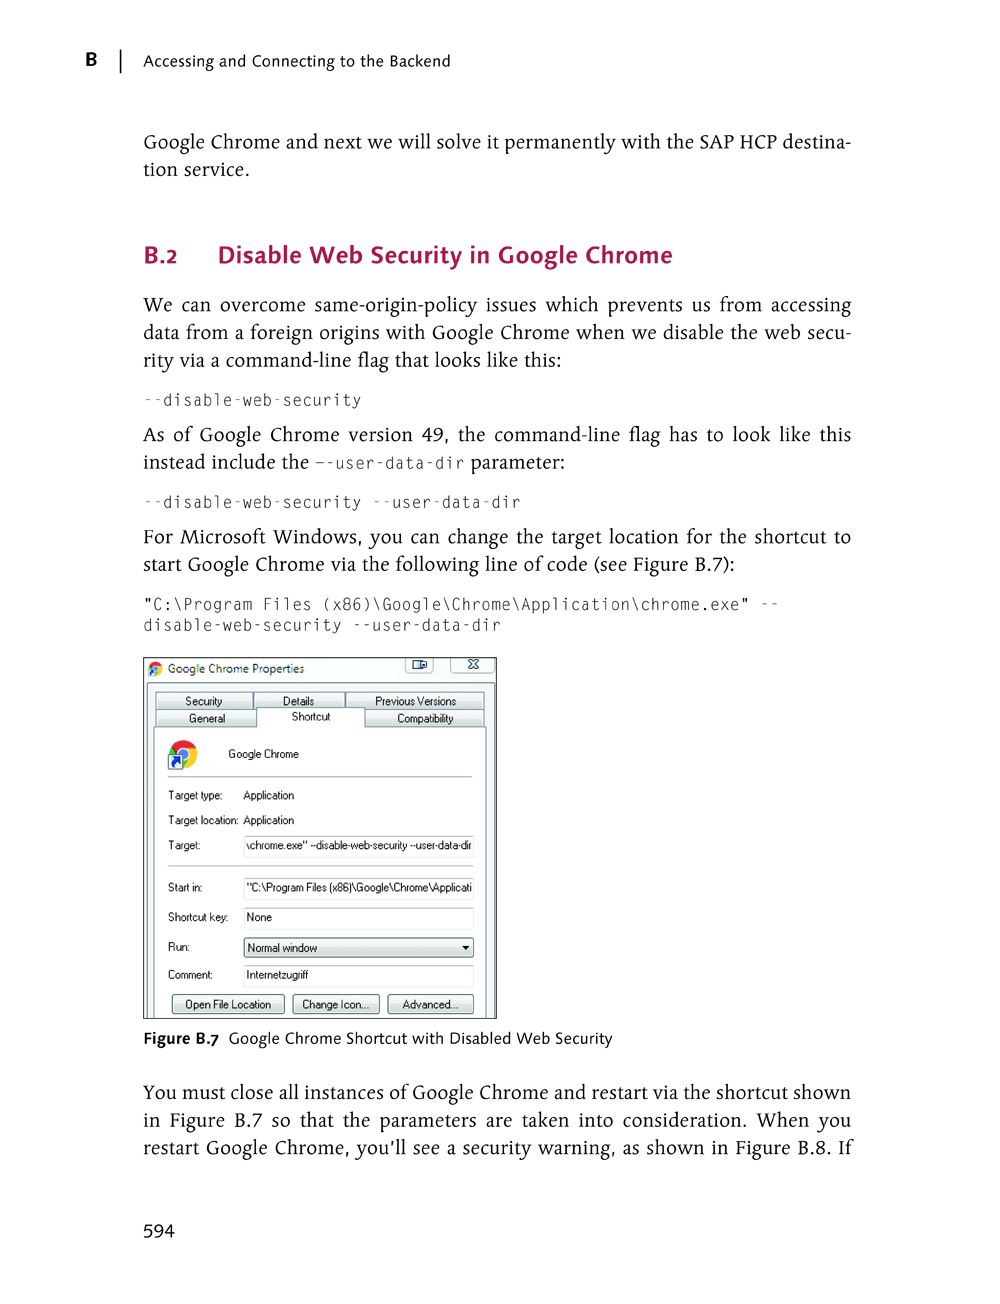 B | Accessing and Connecting to the Backend
Google Chrome and next we will solve it permanently with the SAP HCP destina-
tion service.
B.2 Disable Web Security in Google Chrome
We can overcome same-origin-policy issues which prevents us from accessing
data from a foreign origins with Google Chrome when we disable the web secu-
rity via a command-line flag that looks like this:
--disable-web-security
As of Google Chrome version 49, the command-line flag has to look like this
instead include the –-user-data-dir parameter:
--disable-web-security --user-data-dir
For Microsoft Windows, you can change the target location for the shortcut to
start Google Chrome via the following line of code (see Figure B.7):
"C:\Program Files (x86)\Google\Chrome\Application\chrome.exe" --
disable-web-security --user-data-dir
Google Chrome Properties
Security Details Previous Versions
General Shortcut Compatibility
Google Chrome
Target type: Application
Target location: Application
Target: \chrome.exe" --disable-web-security --user-data-dir
Start in: "C:\Program Files (x86)\Google\Chrome\Applicati
Shortcut key: None
Run: Normal window
Comment: Internetzugriff
Open File Location Change Icon... Advanced...
Figure B.7 Google Chrome Shortcut with Disabled Web Security
You must close all instances of Google Chrome and restart via the shortcut shown
in Figure B.7 so that the parameters are taken into consideration. When you
restart Google Chrome, you'll see a security warning, as shown in Figure B.8. If
594